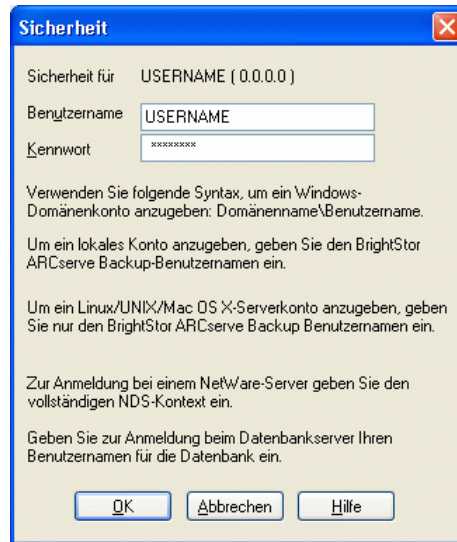 Sicherheit
Sicherheit für USERNAME ( 0.0.0.0 )
Benutzername USERNAME
Kennwort ********
Verwenden Sie folgende Syntax, um ein Windows-
Domänenkonto anzugeben: Domänenname\Benutzername.
Um ein lokales Konto anzugeben, geben Sie den BrightStor
ARCserve Backup-Benutzernamen ein.
Um ein Linux/UNIX/Mac OS X-Serverkonto anzugeben, geben
Sie nur den BrightStor ARCserve Backup Benutzernamen ein.
Zur Anmeldung bei einem NetWare-Server geben Sie den
vollständigen NDS-Kontext ein.
Geben Sie zur Anmeldung beim Datenbankserver Ihren
Benutzernamen für die Datenbank ein.
OK Abbrechen Hilfe